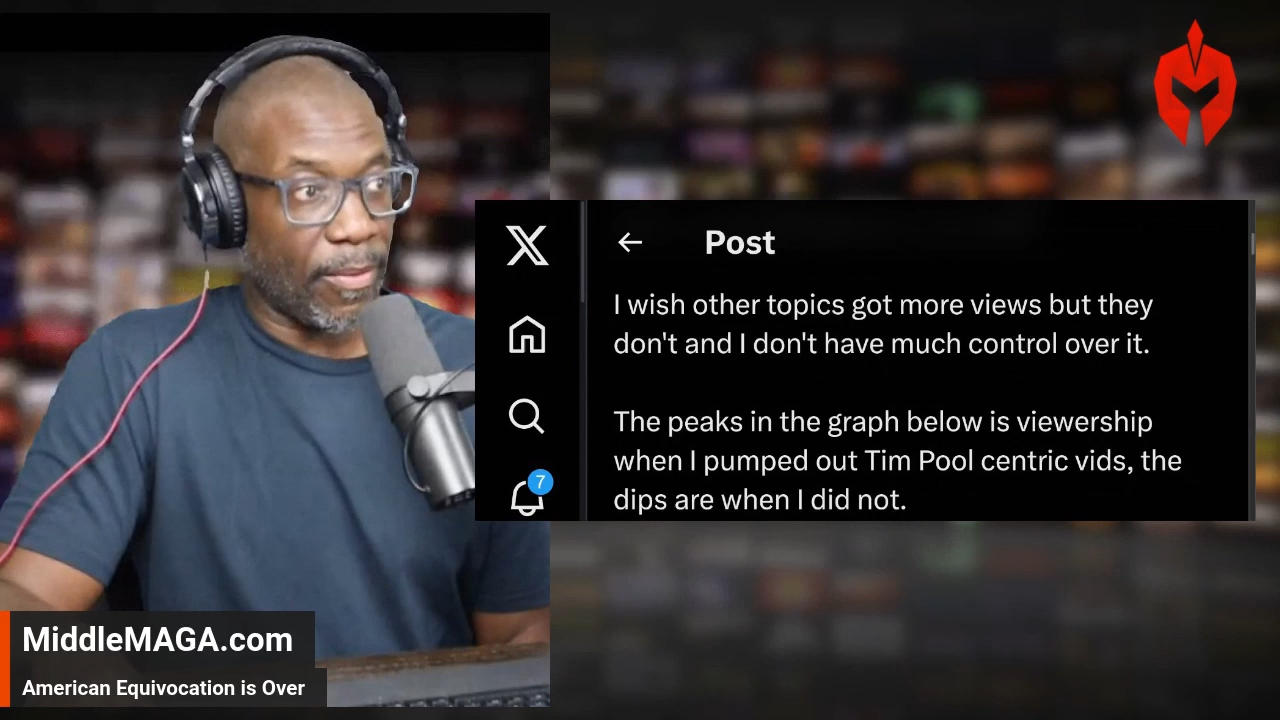 Post
I wish other topics got more views but they
don't and I don't have much control over it.
The peaks in the graph below is viewership
when I pumped out Tim Pool centric vids, the
dips are when I did not.
7
MiddleMAGA.com
American Equivocation is Over